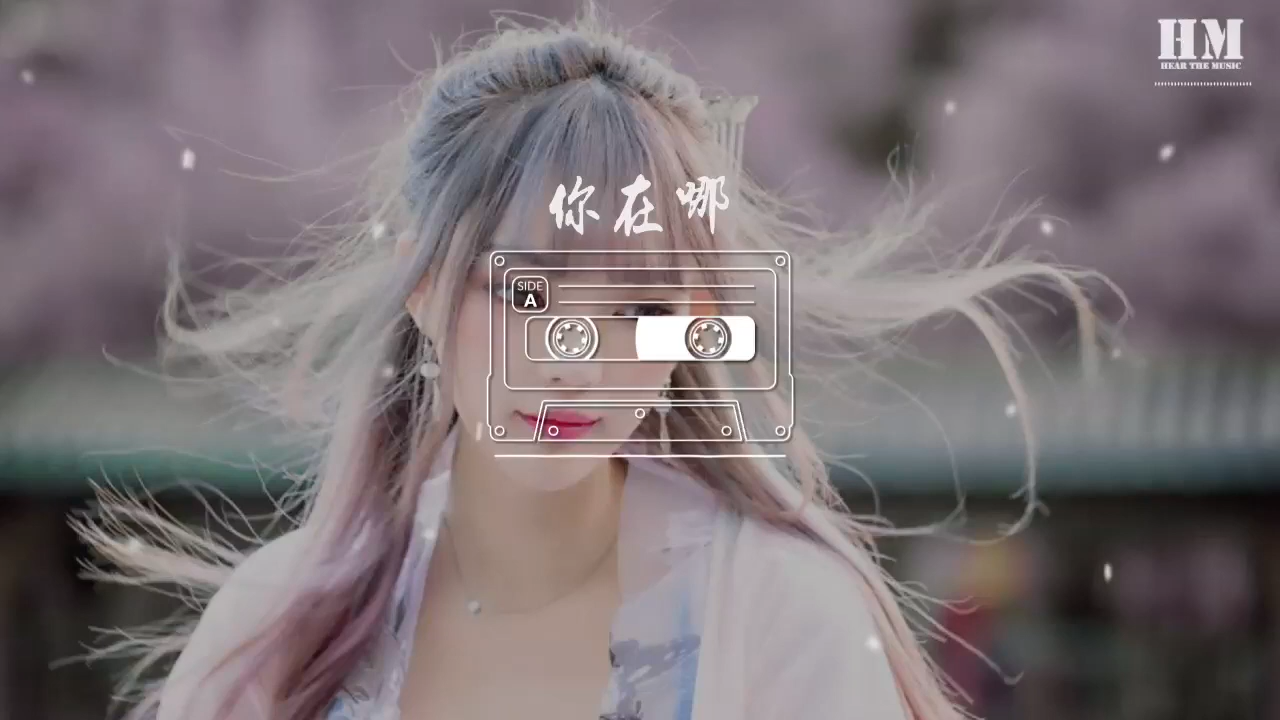 HM
HEAR THE MUSIC
你在哪
SIDE
A